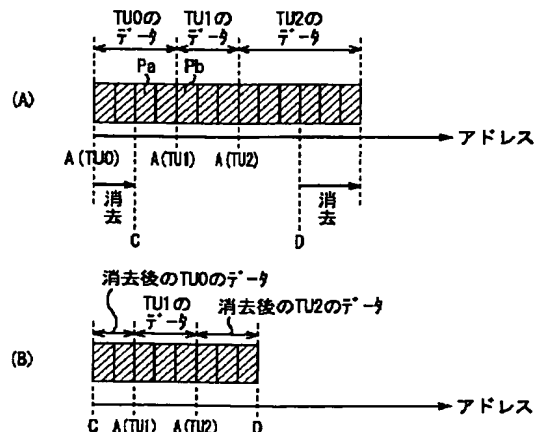 TU0の
データ
TU1の
データ
TU2の
データ
Pa
Pb
(A)
アドレス
A(TU0)
A(TU1)
A(TU2)
消去
消去
C
D
消去後のTU0のデータ
TU1の
データ
消去後のTU2のデータ
(B)
アドレス
C
A(TU1)
A(TU2)
D